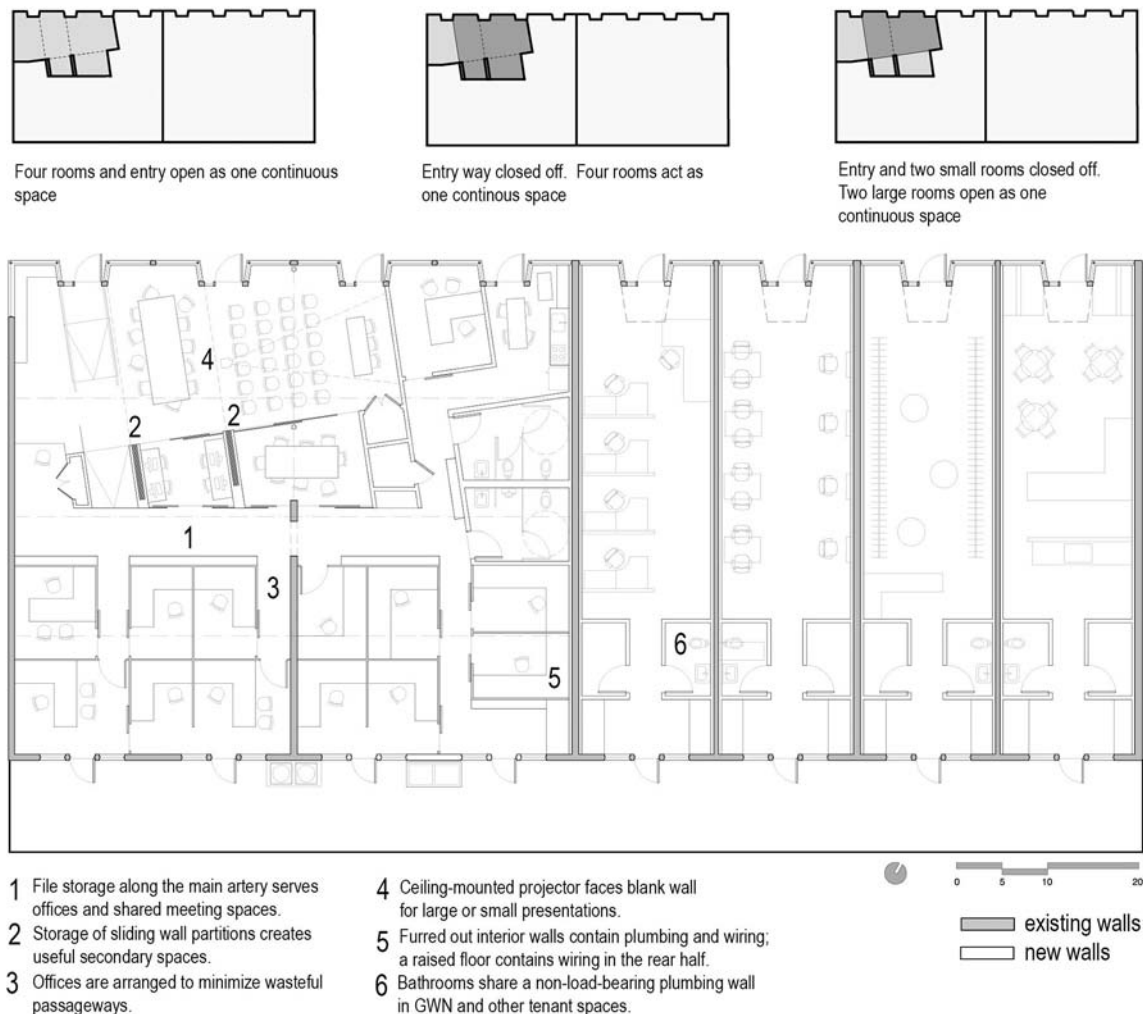 Four rooms and entry open as one continuous
space
Entry way closed off. Four rooms act as
one continous space
Entry and two small rooms closed off.
Two large rooms open as one
continuous space
4
2
2
1
3
5
6
1 File storage along the main artery serves
offices and shared meeting spaces.
2 Storage of sliding wall partitions creates
useful secondary spaces.
3 Offices are arranged to minimize wasteful
passageways.
4 Ceiling-mounted projector faces blank wall
for large or small presentations.
5 Furred out interior walls contain plumbing and wiring;
a raised floor contains wiring in the rear half.
6 Bathrooms share a non-load-bearing plumbing wall
in GWN and other tenant spaces.
0 5 10 20
existing walls
new walls